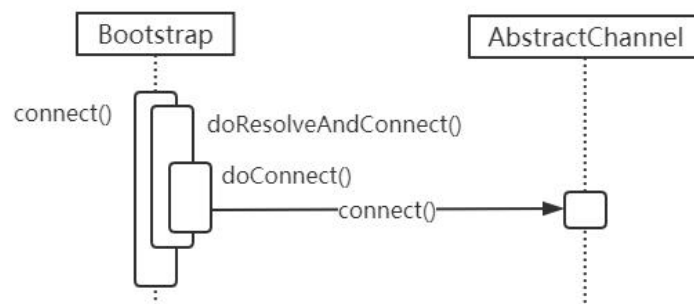 Bootstrap
AbstractChannel
connect()
doResolveAndConnect()
doConnect()
connect()